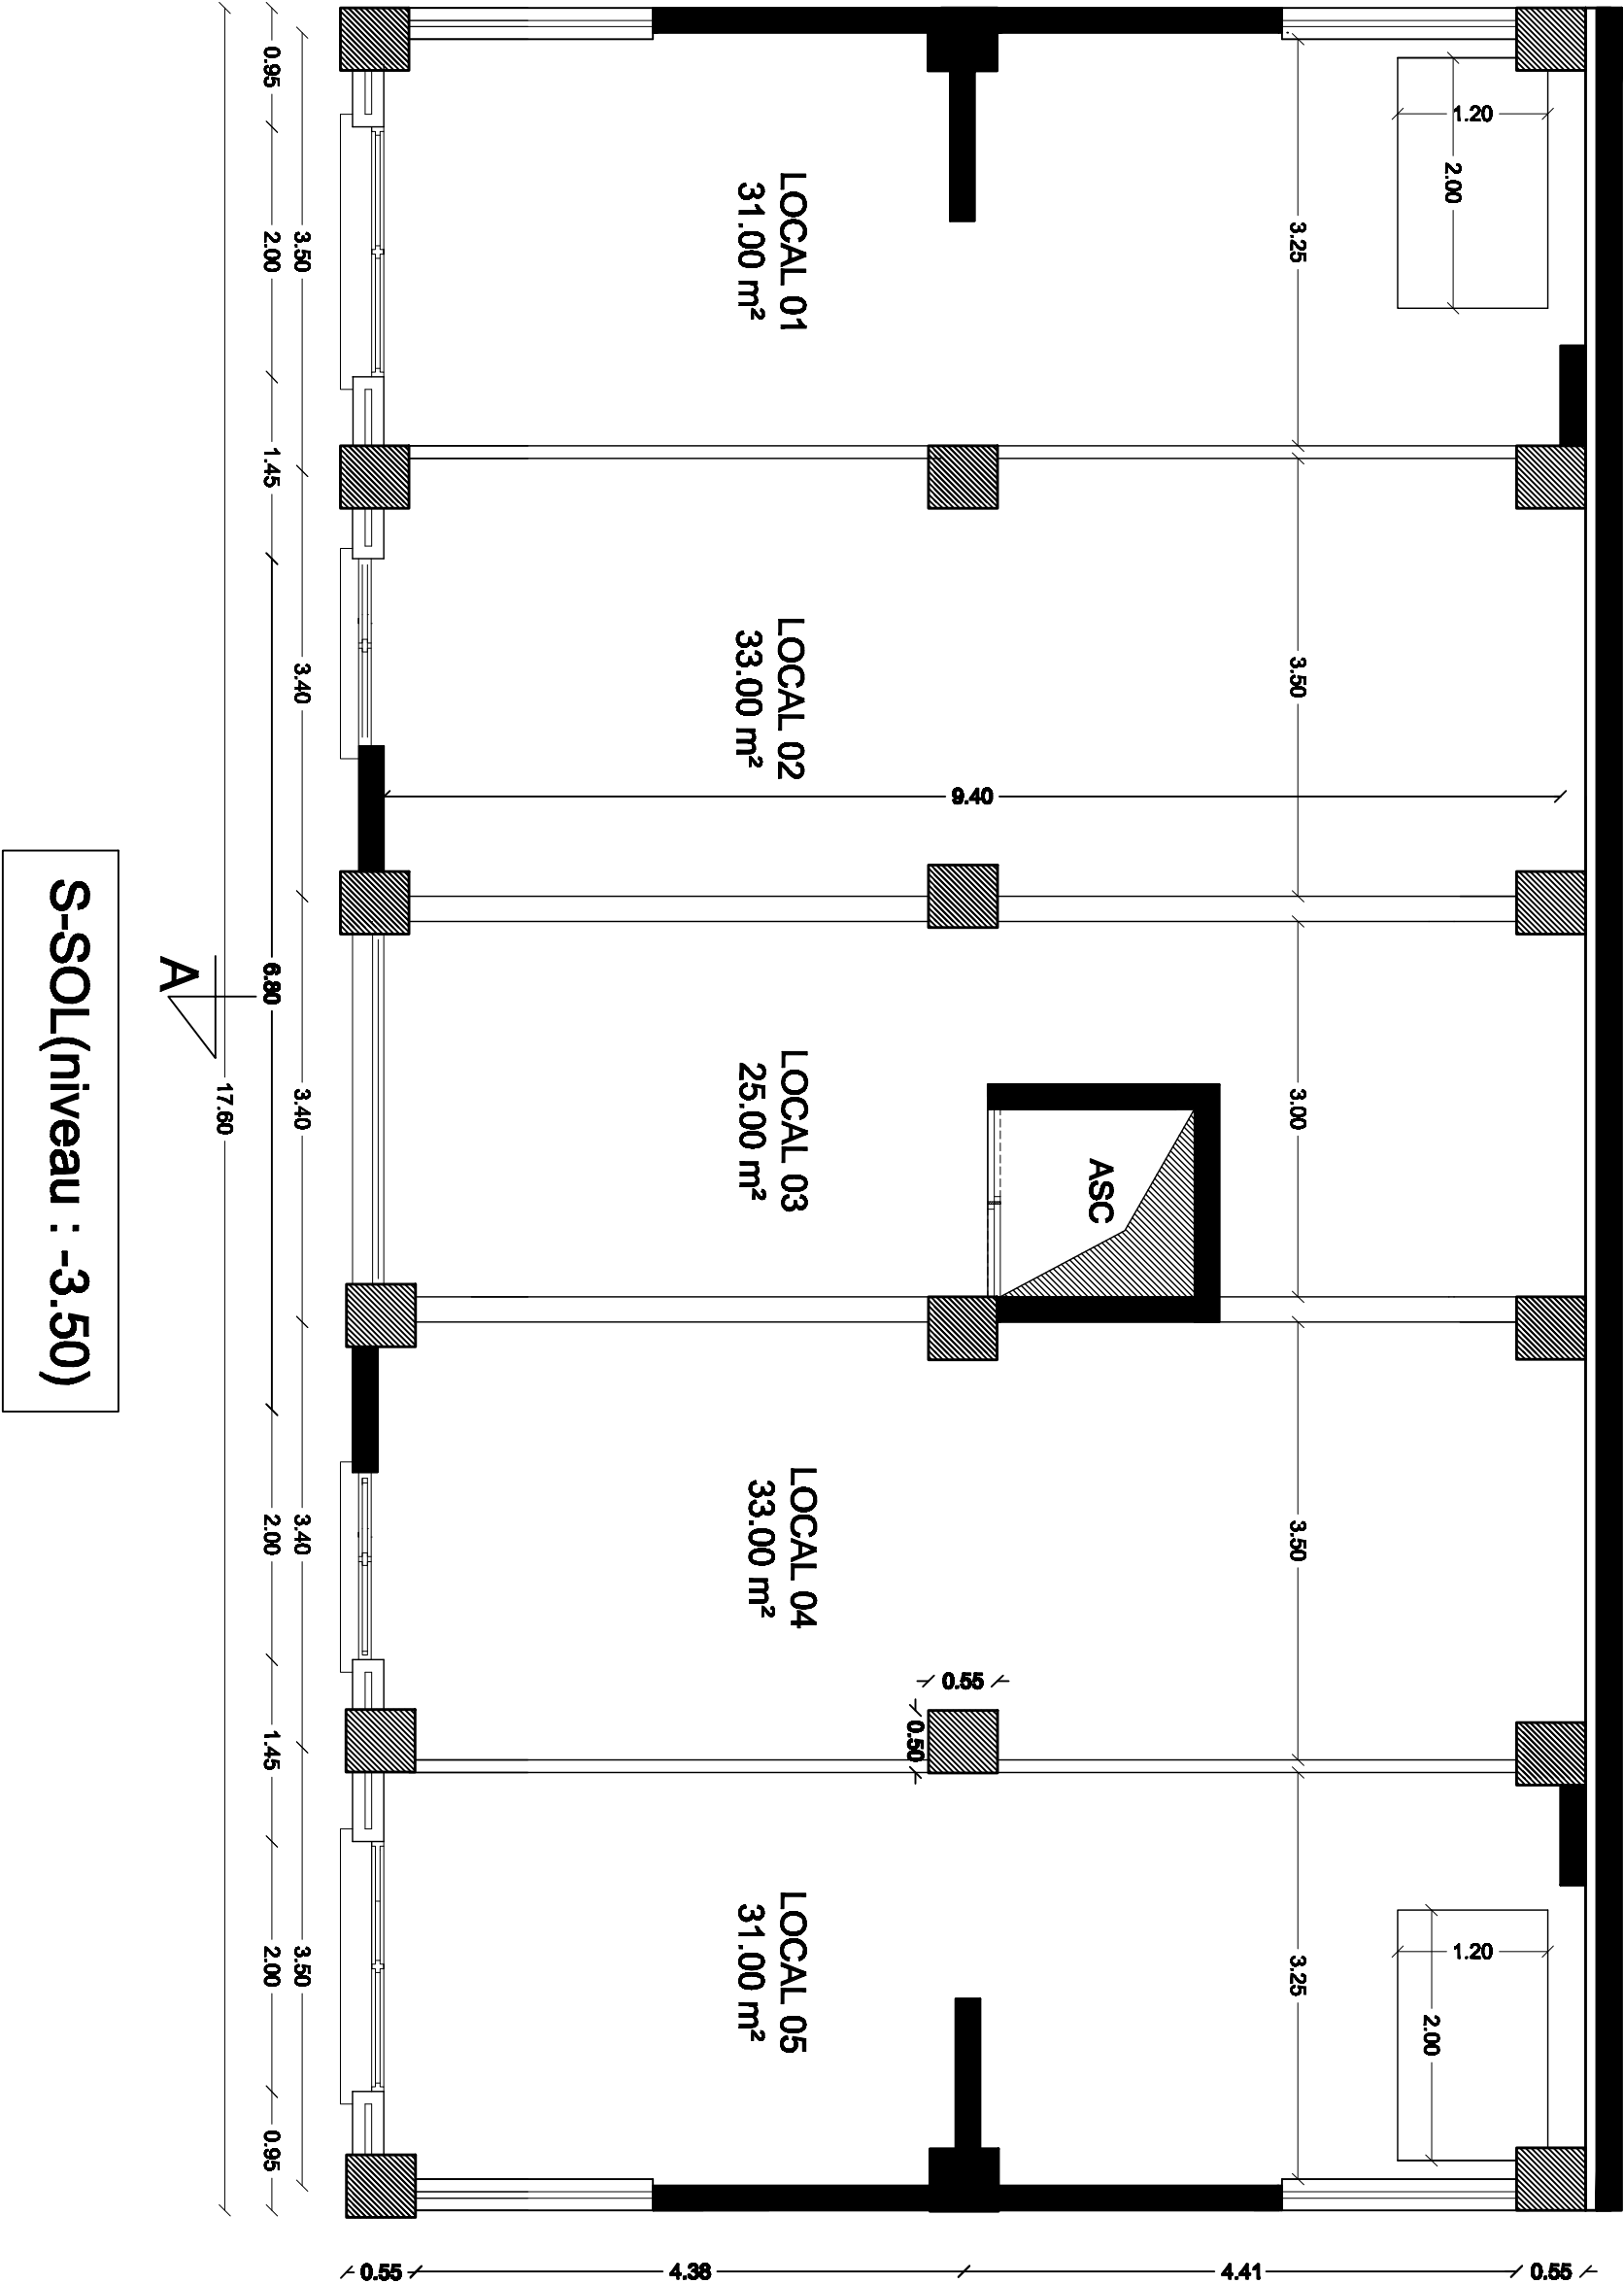 1.20
2.00
3.25
3.50
3.00
3.50
3.25
1.20
2.00
ASC
9.40
0.55
0.50
LOCAL 01
31.00 m²
LOCAL 02
33.00 m²
LOCAL 03
25.00 m²
LOCAL 04
33.00 m²
LOCAL 05
31.00 m²
0.55
4.38
4.41
0.55
3.50
3.40
3.40
3.40
3.50
0.95
2.00
1.45
6.80
2.00
1.45
2.00
0.95
17.60
A
S-SOL(niveau : -3.50)